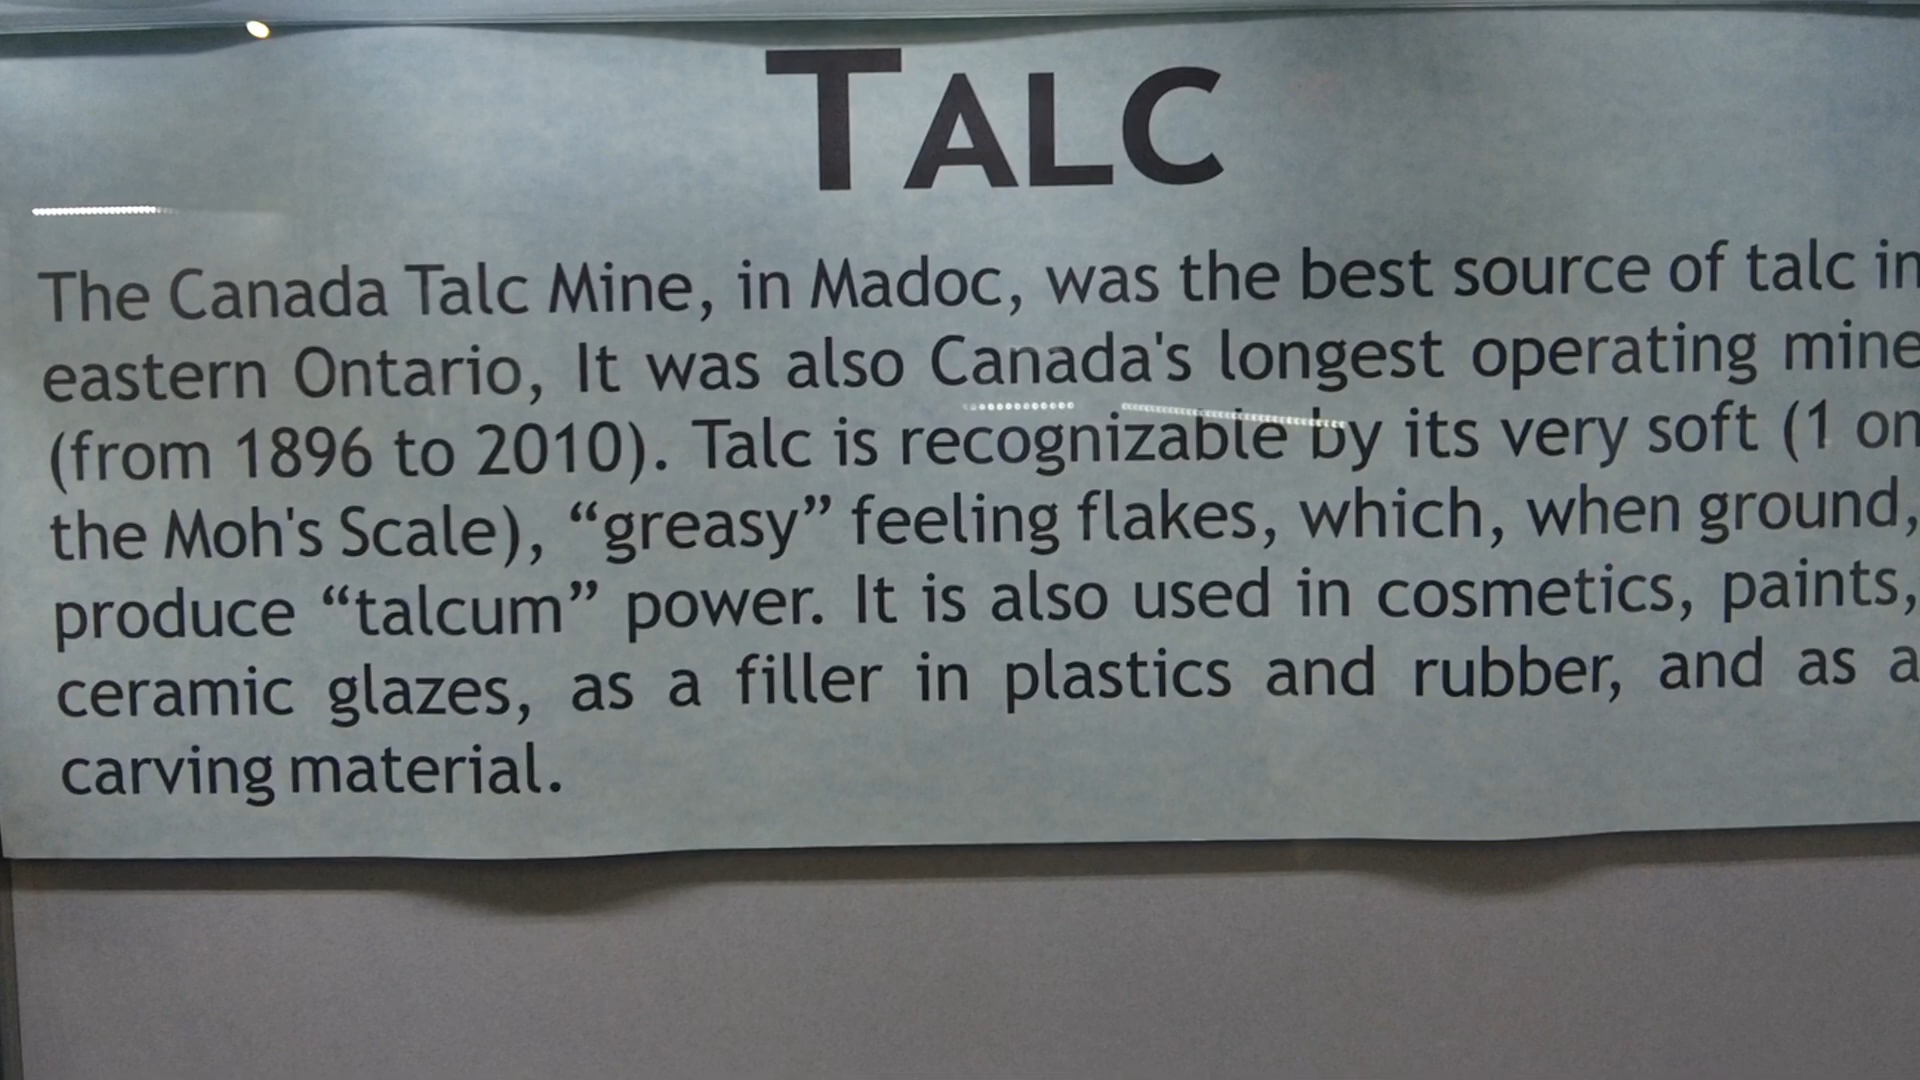 TALC
The Canada Talc Mine, in Madoc, was the best source of talc in
eastern Ontario, It was also Canada's longest operating mine
(from 1896 to 2010). Talc is recognizable by its very soft (1 on
the Moh's Scale), “greasy” feeling flakes, which, when ground,
produce “talcum” power. It is also used in cosmetics, paints,
ceramic glazes, as a filler in plastics and rubber, and as a
carving material.